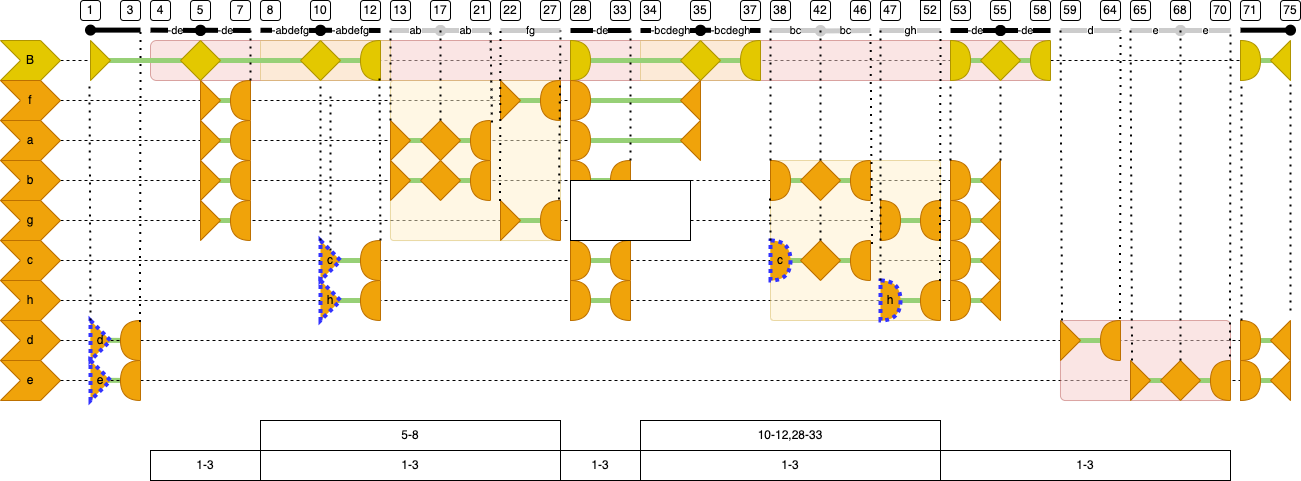 1 3 4 5 7 8 10 12 13 17 21 22 27 28 33 34 35 37 38 42 46 47 52 53 55 58 59 64 65 68 70 71 75
de de abdefg abdefg ab ab fg de bcdegh bcdegh bc bc gh de de d e e
B
f
a
b
g
c c c
h h h
d d
e e
5-8 10-12,28-33
1-3 1-3 1-3 1-3 1-3